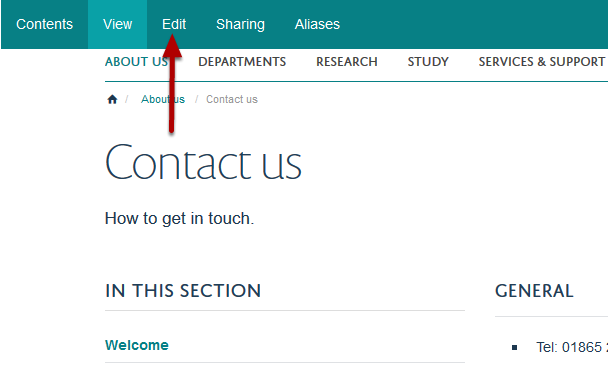 Contents View Edit Sharing Aliases
ABOUT US DEPARTMENTS RESEARCH STUDY SERVICES & SUPPORT
/ About us / Contact us
Contact us
How to get in touch.
IN THIS SECTION
GENERAL
Welcome
Tel: 01865